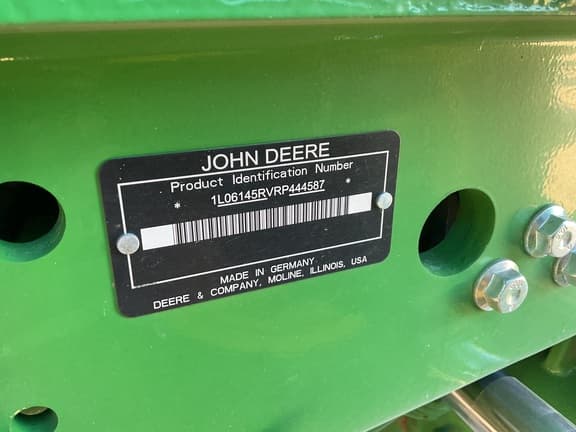 JOHN DEERE
Product Identification Number
* 1L06145RVRP444587 *
MADE IN GERMANY
DEERE & COMPANY, MOLINE, ILLINOIS, USA